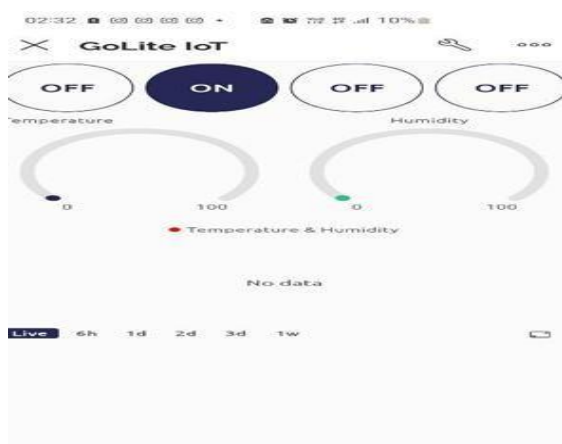 02:32 10%
GoLite IoT
OFF ON OFF OFF
Temperature Humidity
0 100 0 100
Temperature & Humidity
No data
Live 6h 1d 2d 3d 1w